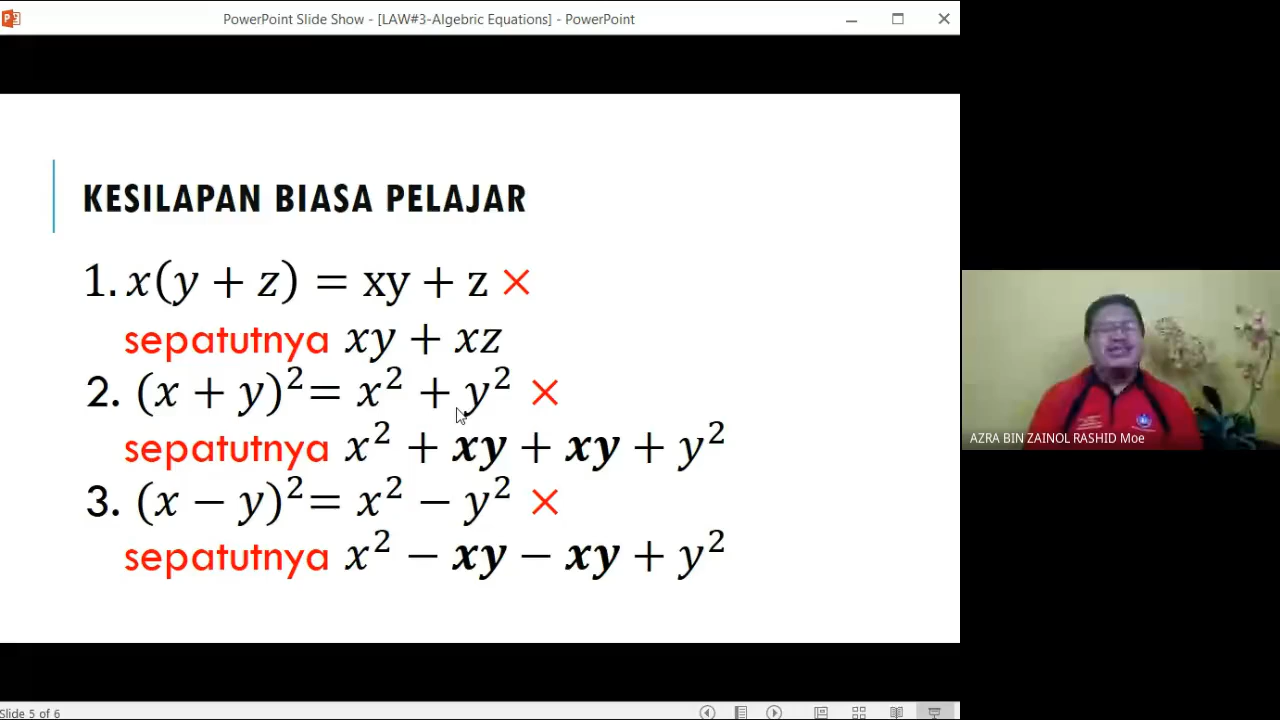 PowerPoint Slide Show - [LAW#3-Algebric Equations] - PowerPoint
KESILAPAN BIASA PELAJAR
1. x(y + z) = xy + z ×
sepatutnya xy + xz
2. (x + y)²= x² + y² ×
sepatutnya x² + xy + xy + y²
3. (x − y)²= x² − y² ×
sepatutnya x² − xy − xy + y²
AZRA BIN ZAINOL RASHID Moe
Slide 5 of 6